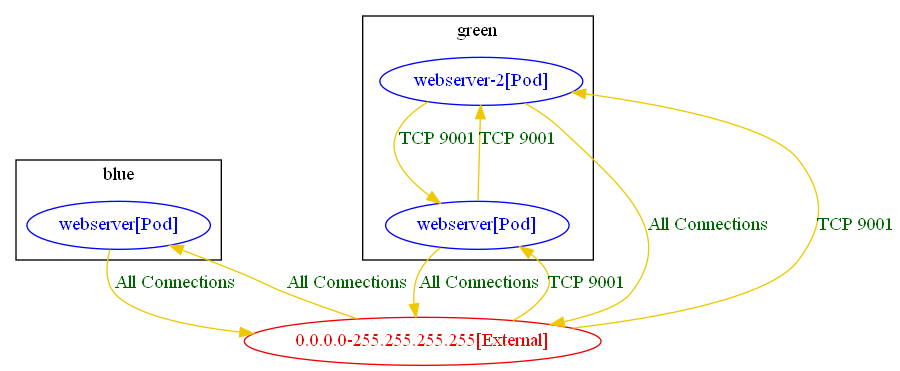 green
webserver-2[Pod]
TCP 9001
TCP 9001
blue
webserver[Pod]
webserver[Pod]
All Connections
TCP 9001
All Connections
All Connections
All Connections
TCP 9001
0.0.0.0-255.255.255.255[External]